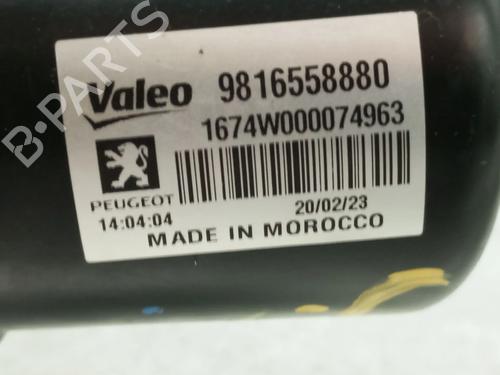 B-PARTS
Valeo 9816558880
1674W000074963
PEUGEOT
14:04:04 20/02/23
MADE IN MOROCCO